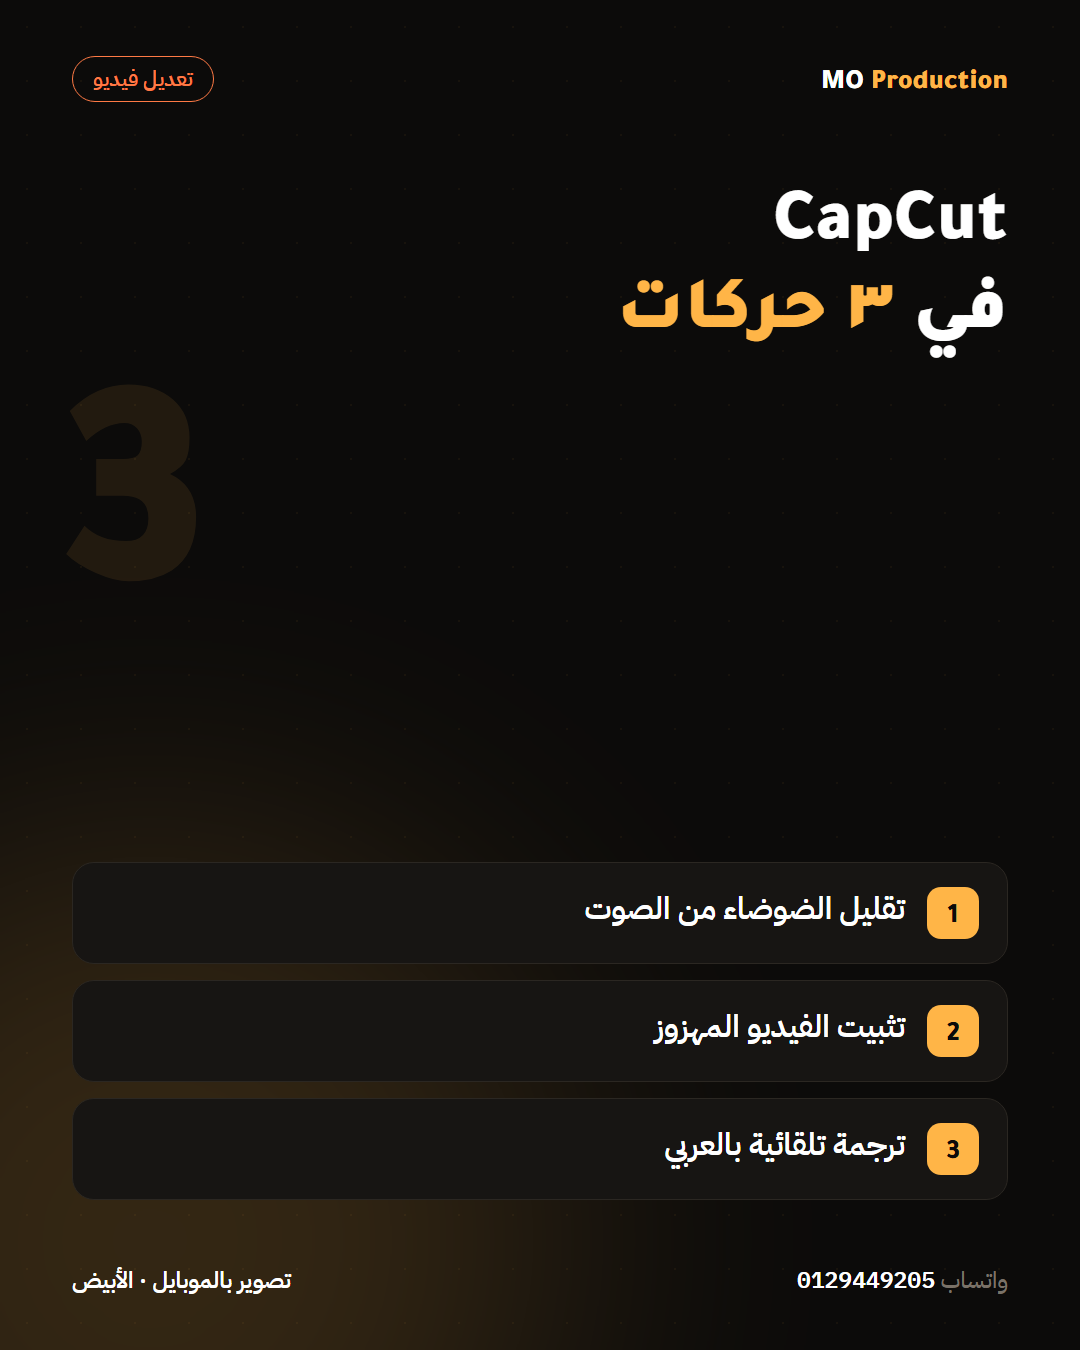 MO Production
تعديل فيديو
CapCut
في ٣ حركات
3
1 تقليل الضوضاء من الصوت
2 تثبيت الفيديو المهزوز
3 ترجمة تلقائية بالعربي
واتساب 0129449205
تصوير بالموبايل · الأبيض